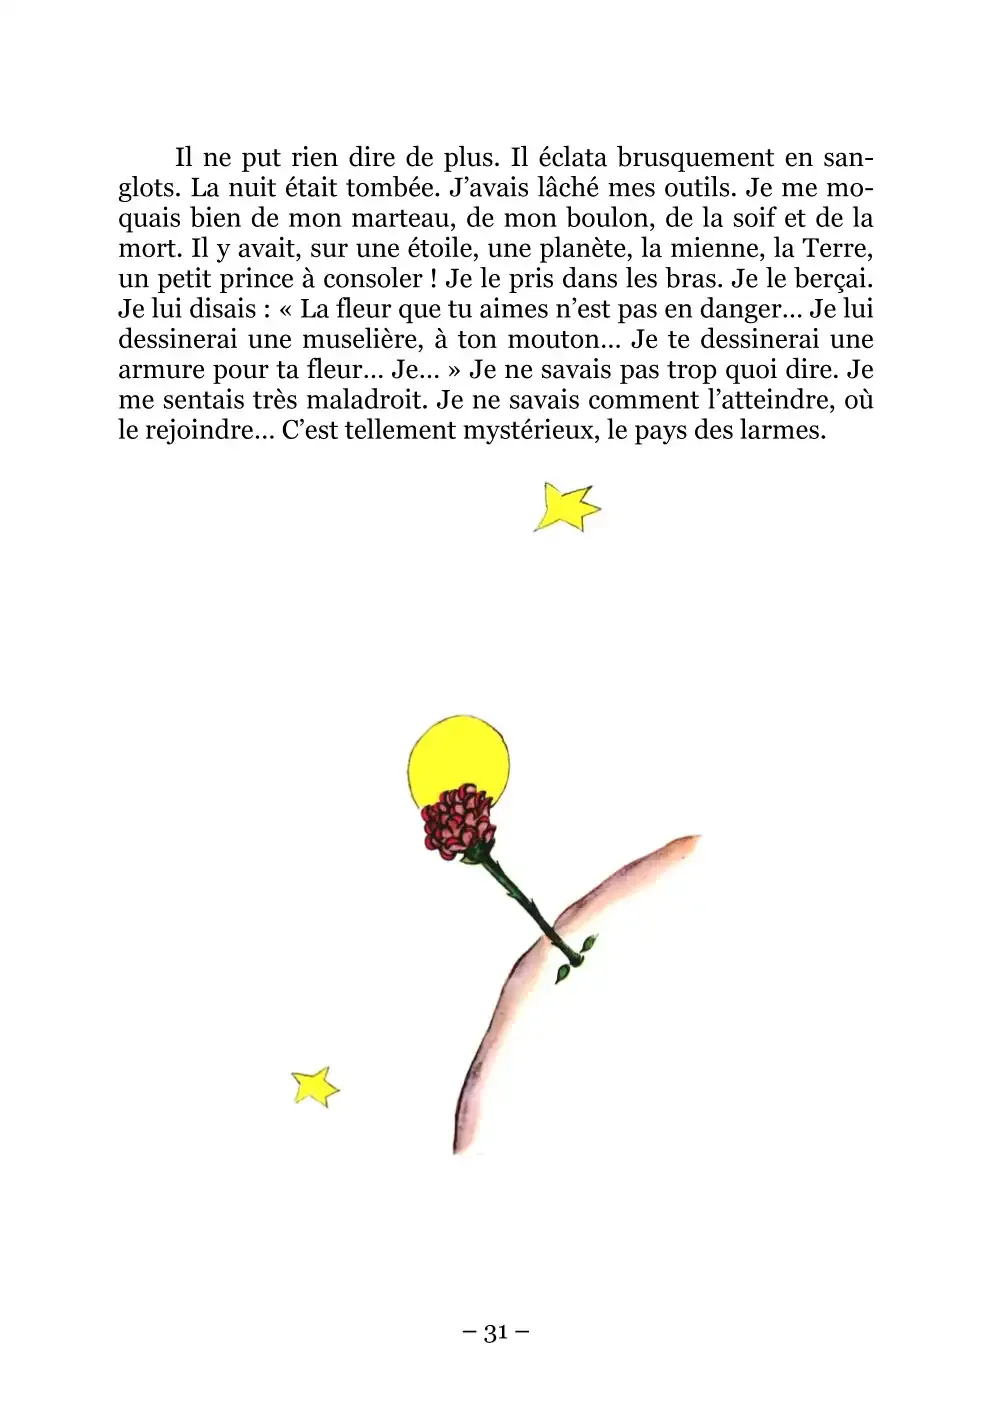 Il ne put rien dire de plus. Il éclata brusquement en san-
glots. La nuit était tombée. J’avais lâché mes outils. Je me mo-
quais bien de mon marteau, de mon boulon, de la soif et de la
mort. Il y avait, sur une étoile, une planète, la mienne, la Terre,
un petit prince à consoler ! Je le pris dans les bras. Je le berçai.
Je lui disais : « La fleur que tu aimes n’est pas en danger… Je lui
dessinerai une muselière, à ton mouton… Je te dessinerai une
armure pour ta fleur… Je… » Je ne savais pas trop quoi dire. Je
me sentais très maladroit. Je ne savais comment l’atteindre, où
le rejoindre… C’est tellement mystérieux, le pays des larmes.
– 31 –